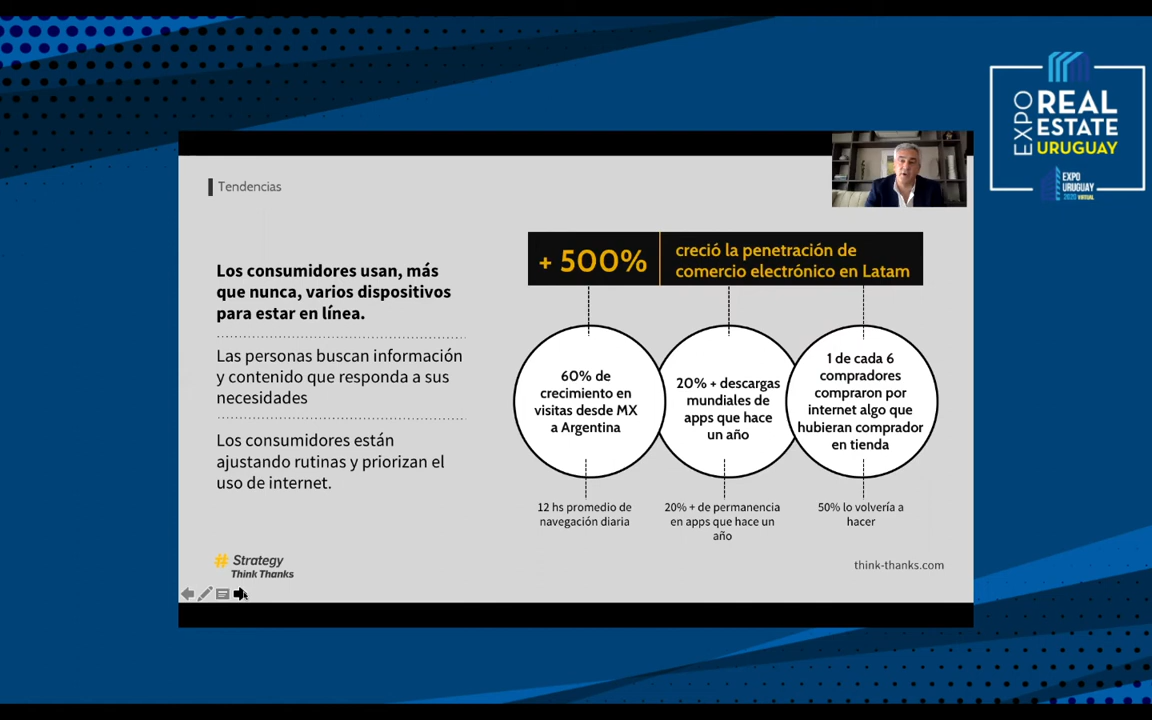 EXPO
REAL
ESTATE
URUGUAY
EXPO
URUGUAY
2020 VIRTUAL
Tendencias
+ 500%
creció la penetración de
comercio electrónico en Latam
Los consumidores usan, más
que nunca, varios dispositivos
para estar en línea.
Las personas buscan información
y contenido que responda a sus
necesidades
Los consumidores están
ajustando rutinas y priorizan el
uso de internet.
60% de
crecimiento en
visitas desde MX
a Argentina
20% + descargas
mundiales de
apps que hace
un año
1 de cada 6
compradores
compraron por
internet algo que
hubieran comprador
en tienda
12 hs promedio de
navegación diaria
20% + de permanencia
en apps que hace un
año
50% lo volvería a
hacer
# Strategy
Think Thanks
think-thanks.com